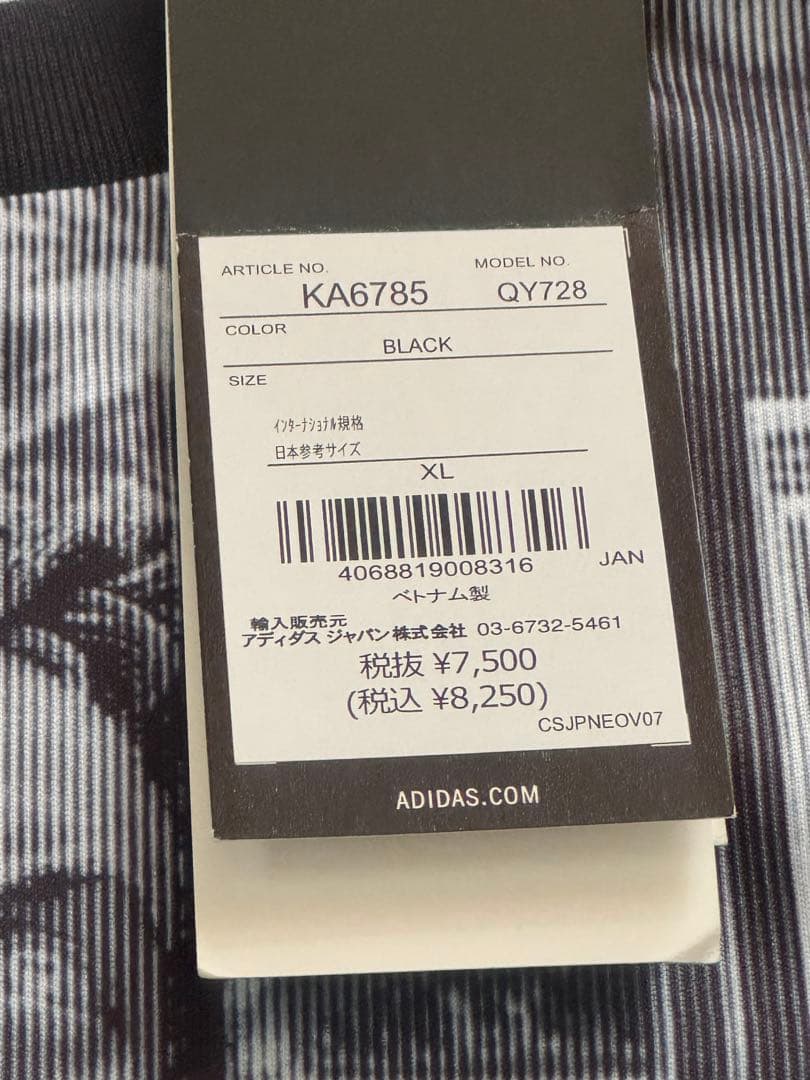 ARTICLE NO. MODEL NO.
KA6785 QY728
COLOR
BLACK
SIZE
ｲﾝﾀｰﾅｼｮﾅﾙ規格
日本参考サイズ
XL
4068819008316 JAN
ベトナム製
輸入販売元
アディダス ジャパン株式会社 03-6732-5461
税抜 ¥7,500
(税込 ¥8,250)
CSJPNEOV07
ADIDAS.COM